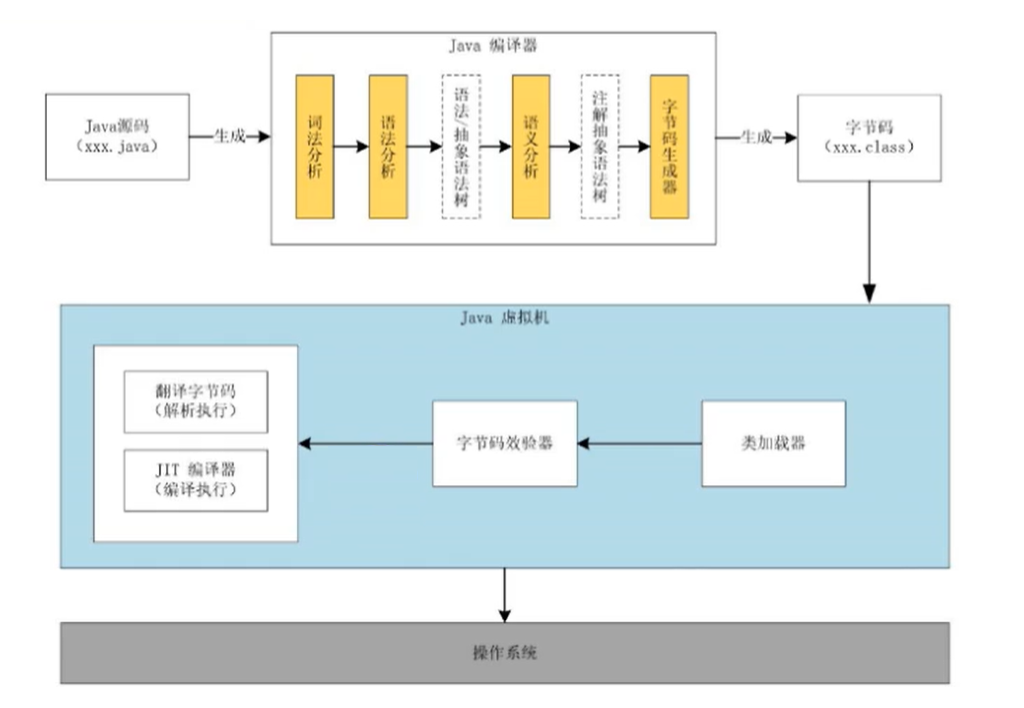 Java 编译器
Java源码
（xxx.java）
生成
词法分析
语法分析
语法/抽象语法树
语义分析
注解抽象语法树
字节码生成器
生成
字节码
（xxx.class）
Java 虚拟机
翻译字节码
（解析执行）
JIT 编译器
（编译执行）
字节码效验器
类加载器
操作系统